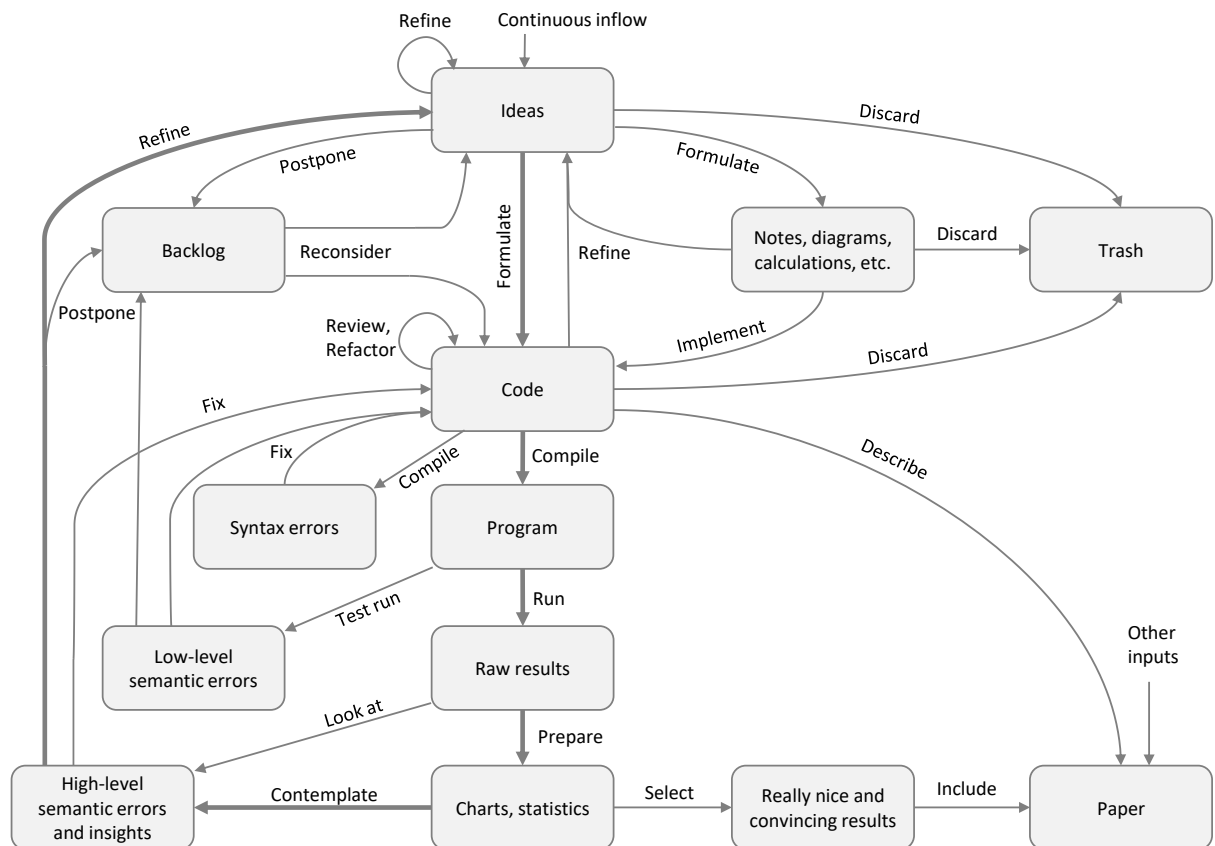 Continuous inflow
Refine
Ideas
Discard
Refine
Postpone
Formulate
Backlog
Reconsider
Formulate
Refine
Notes, diagrams,
calculations, etc.
Discard
Trash
Postpone
Review,
Refactor
Implement
Discard
Code
Fix
Fix
Compile
Compile
Describe
Syntax errors
Program
Test run
Run
Low-level
semantic errors
Raw results
Other
inputs
Look at
Prepare
High-level
semantic errors
and insights
Contemplate
Charts, statistics
Select
Really nice and
convincing results
Include
Paper